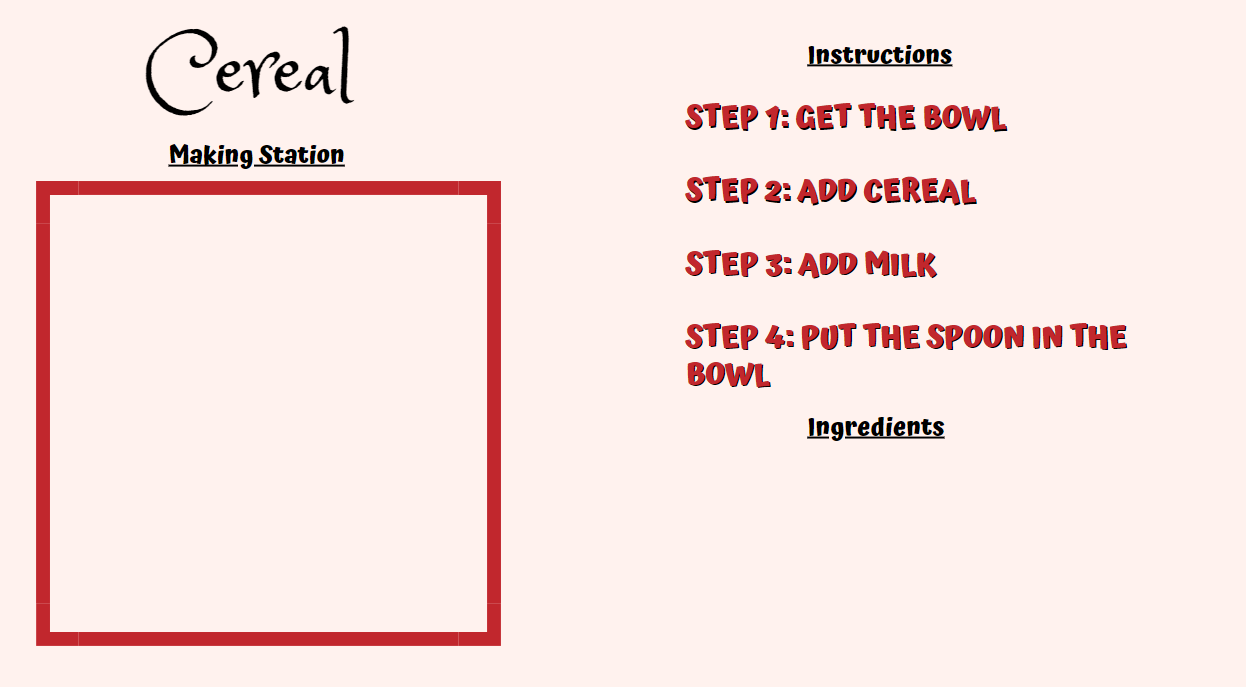 Cereal
Making Station
Instructions
STEP 1: GET THE BOWL
STEP 2: ADD CEREAL
STEP 3: ADD MILK
STEP 4: PUT THE SPOON IN THE
BOWL
Ingredients